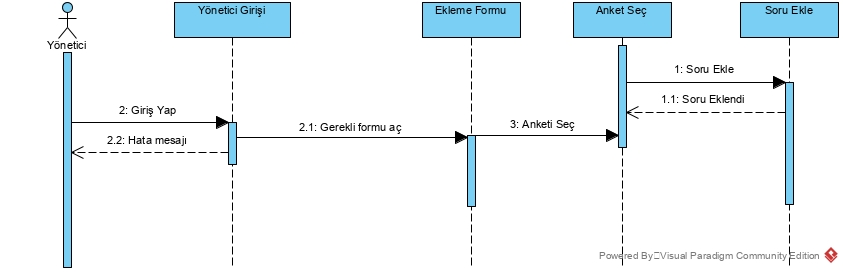 Yönetici Girişi
Ekleme Formu
Anket Seç
Soru Ekle
Yönetici
1: Soru Ekle
1.1: Soru Eklendi
2: Giriş Yap
2.1: Gerekli formu aç
3: Anketi Seç
2.2: Hata mesajı
Powered By Visual Paradigm Community Edition